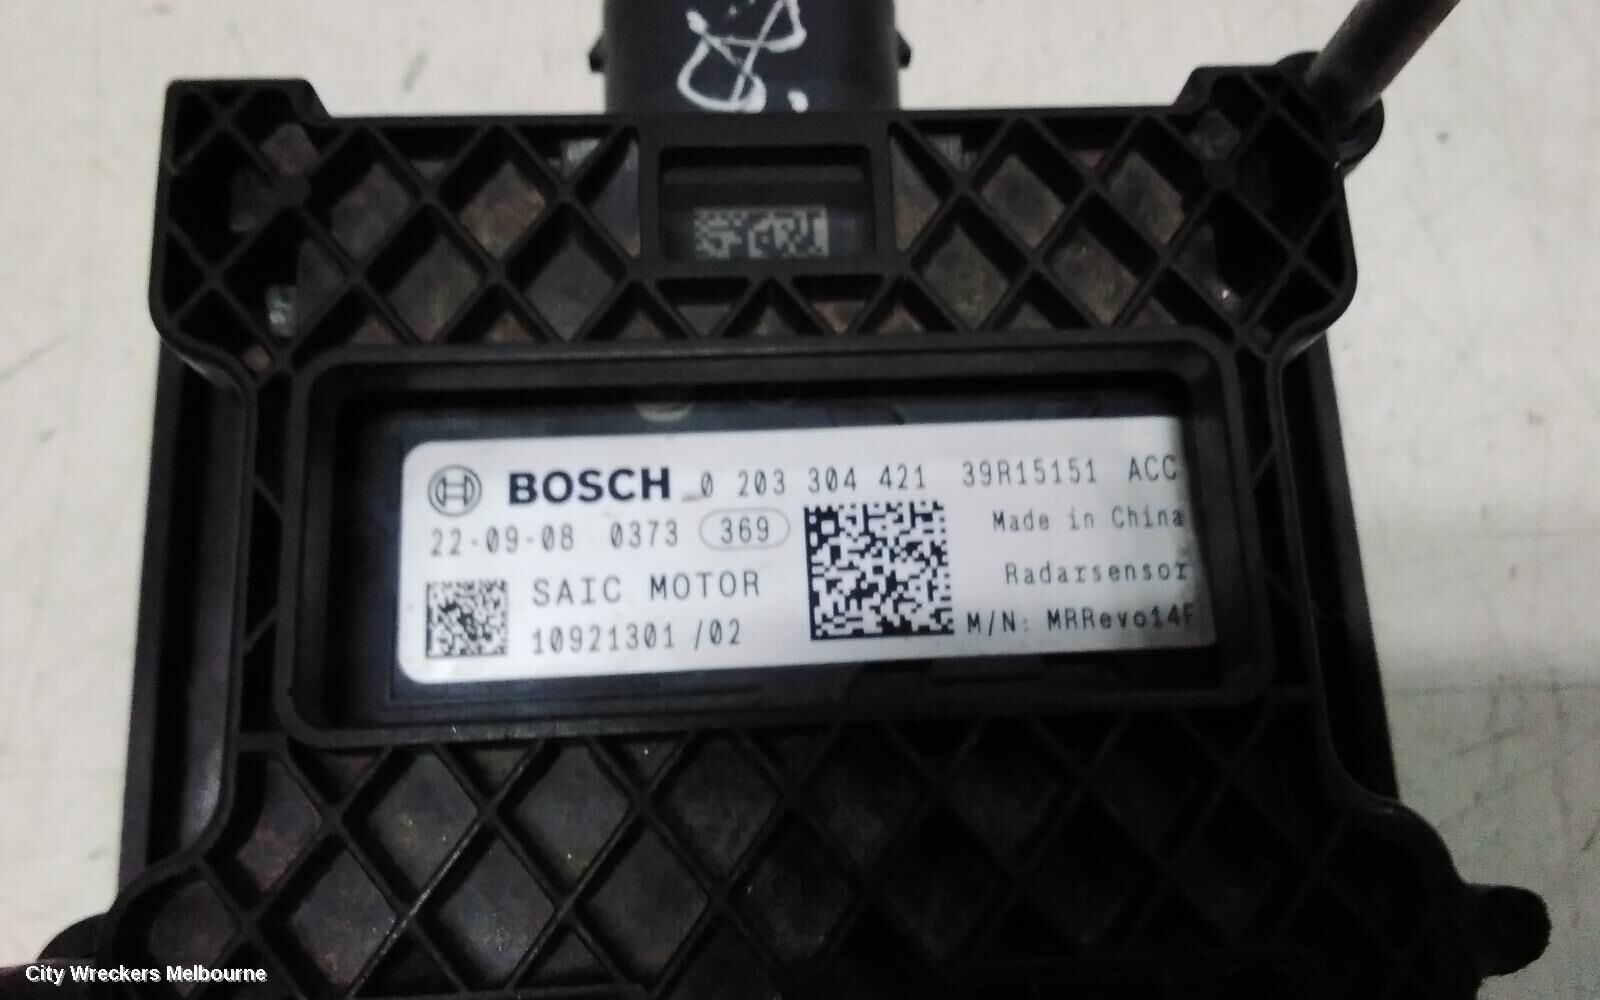 BOSCH 0 203 304 421 39R15151 ACC
22-09-08 0373 369 Made in China
SAIC MOTOR Radarsensor
10921301 /02 M/N: MRRevo14F
City Wreckers Melbourne